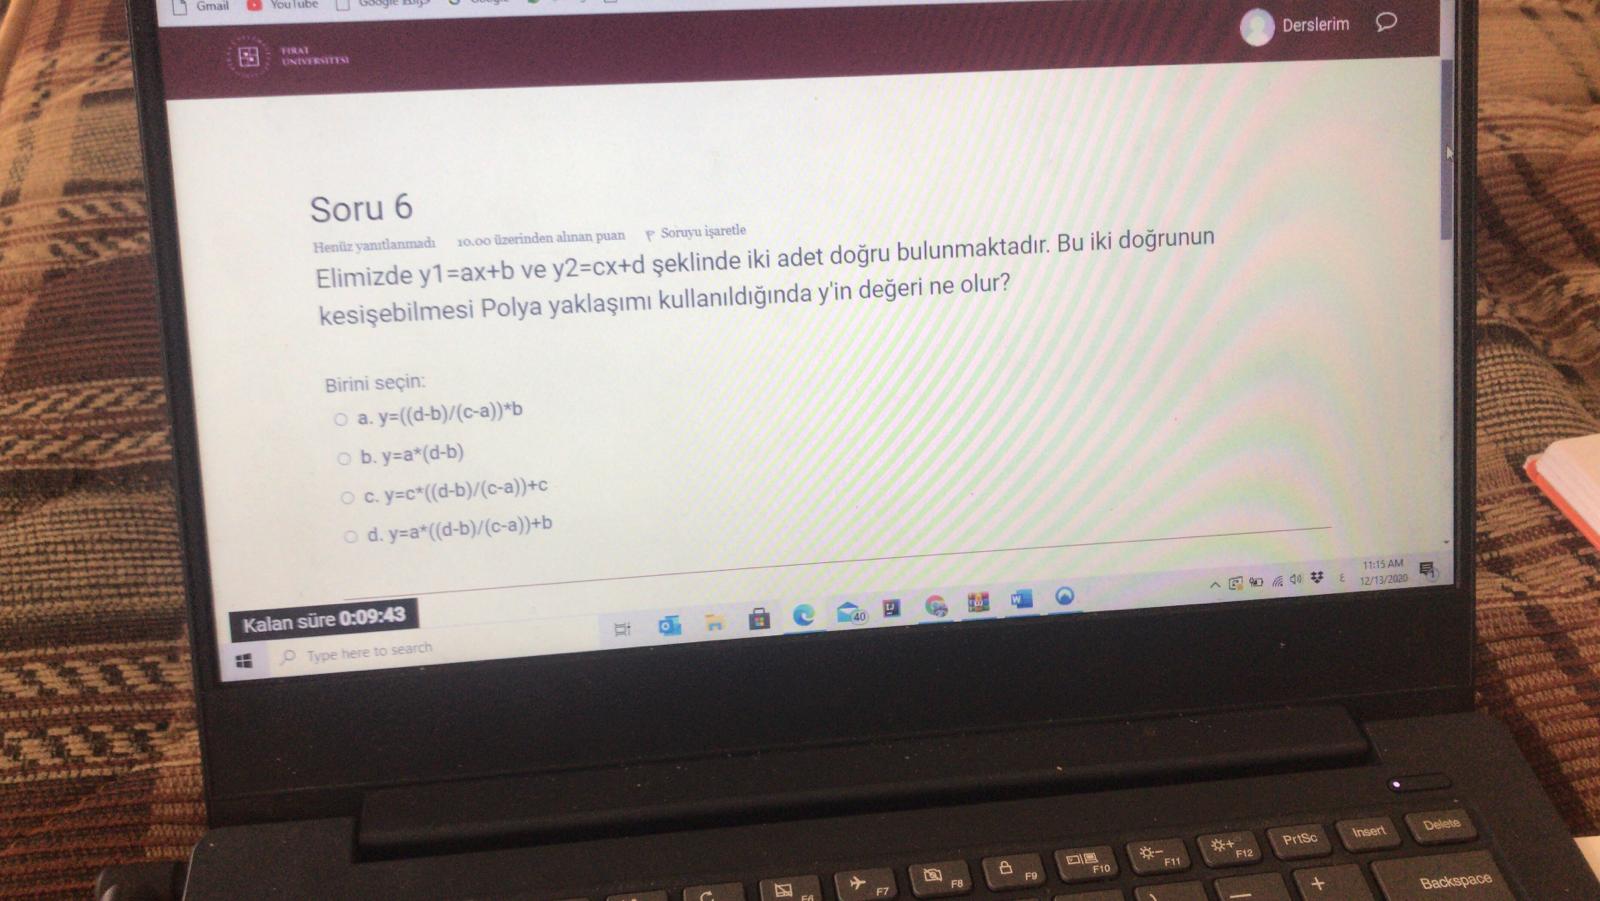 Gmail
YouTube
FIRAT
ÜNİVERSİTESİ
Derslerim
Soru 6
Henüz yanıtlanmadı 10.00 üzerinden alınan puan Soruyu işaretle
Elimizde y1=ax+b ve y2=cx+d şeklinde iki adet doğru bulunmaktadır. Bu iki doğrunun
kesişebilmesi Polya yaklaşımı kullanıldığında y'in değeri ne olur?
Birini seçin:
a. y=((d-b)/(c-a))*b
b. y=a*(d-b)
c. y=c*((d-b)/(c-a))+c
d. y=a*((d-b)/(c-a))+b
Kalan süre 0:09:43
Type here to search
40
11:15 AM
12/13/2020
PrtSc Insert Delete
F7 F8 F9 F10 F11 F12
Backspace